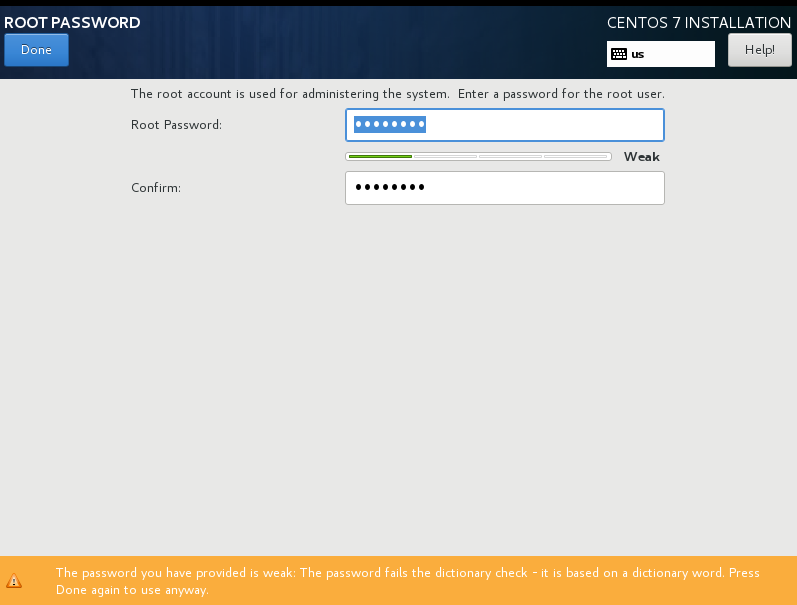 ROOT PASSWORD
CENTOS 7 INSTALLATION
Done
us
Help!
The root account is used for administering the system.  Enter a password for the root user.
Root Password:
Weak
Confirm:
The password you have provided is weak: The password fails the dictionary check - it is based on a dictionary word. Press
Done again to use anyway.